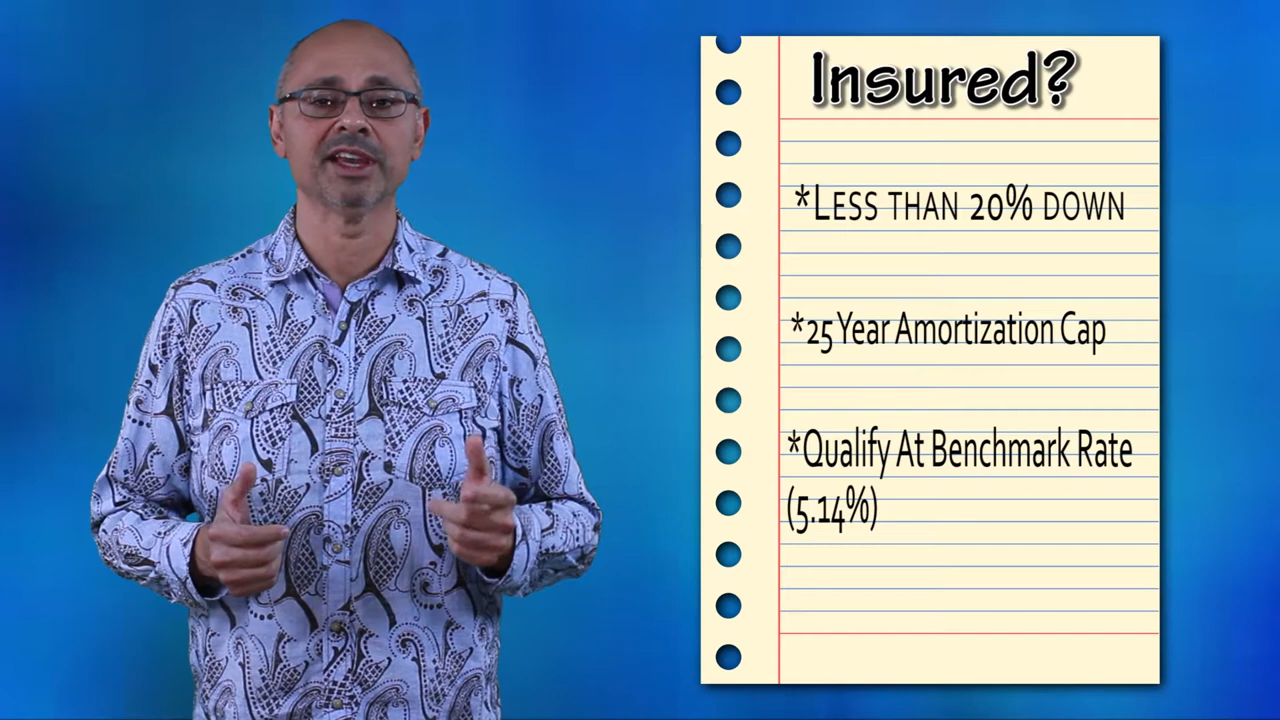 Insured?
*LESS THAN 20% DOWN
*25 Year Amortization Cap
*Qualify At Benchmark Rate
(5.14%)